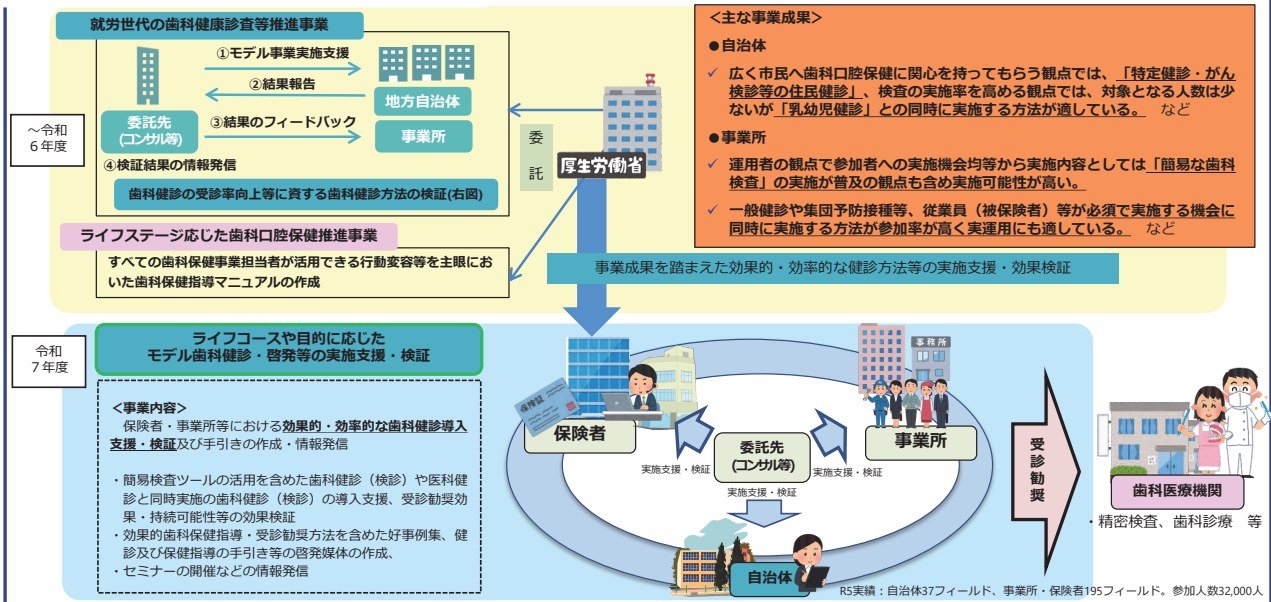 就労世代の歯科健康診査等推進事業
①モデル事業実施支援
②結果報告
地方自治体
委託先
(コンサル等)
③結果のフィードバック
事業所
④検証結果の情報発信
歯科健診の受診率向上等に資する歯科健診方法の検証(右図)
～令和
6年度
委
託
厚生労働省
ライフステージ応じた歯科口腔保健推進事業
すべての歯科保健事業担当者が活用できる行動変容等を主眼にお
いた歯科保健指導マニュアルの作成
＜主な事業成果＞
●自治体
✓ 広く市民へ歯科口腔保健に関心を持ってもらう観点では、「特定健診・がん
検診等の住民健診」、検査の実施率を高める観点では、対象となる人数は少
ないが「乳幼児健診」との同時に実施する方法が適している。 など
●事業所
✓ 運用者の観点で参加者への実施機会均等から実施内容としては「簡易な歯科
検査」の実施が普及の観点も含め実施可能性が高い。
✓ 一般健診や集団予防接種等、従業員（被保険者）等が必須で実施する機会に
同時に実施する方法が参加率が高く実運用にも適している。 など
事業成果を踏まえた効果的・効率的な健診方法等の実施支援・効果検証
令和
7年度
ライフコースや目的に応じた
モデル歯科健診・啓発等の実施支援・検証
＜事業内容＞
保険者・事業所等における効果的・効率的な歯科健診導入
支援・検証及び手引きの作成・情報発信
・簡易検査ツールの活用を含めた歯科健診（検診）や医科健
診と同時実施の歯科健診（検診）の導入支援、受診勧奨効
果・持続可能性等の効果検証
・効果的歯科保健指導・受診勧奨方法を含めた好事例集、健
診及び保健指導の手引き等の啓発媒体の作成、
・セミナーの開催などの情報発信
保険証
保険者
事務所
事業所
委託先
(コンサル等)
実施支援・検証
実施支援・検証
実施支援・検証
自治体
受診勧奨
歯科医療機関
・精密検査、歯科診療 等
R5実績：自治体37フィールド、事業所・保険者195フィールド。参加人数32,000人